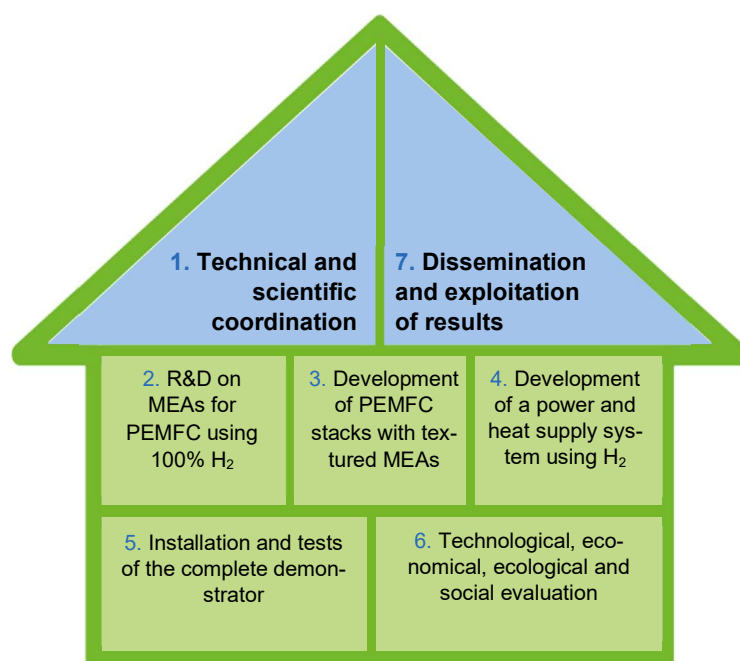 1. Technical and
scientific
coordination
7. Dissemination
and exploitation
of results
2. R&D on
MEAs for
PEMFC using
100% H₂
3. Development
of PEMFC
stacks with tex-
tured MEAs
4. Development
of a power and
heat supply sys-
tem using H₂
5. Installation and tests
of the complete demon-
strator
6. Technological, eco-
nomical, ecological and
social evaluation